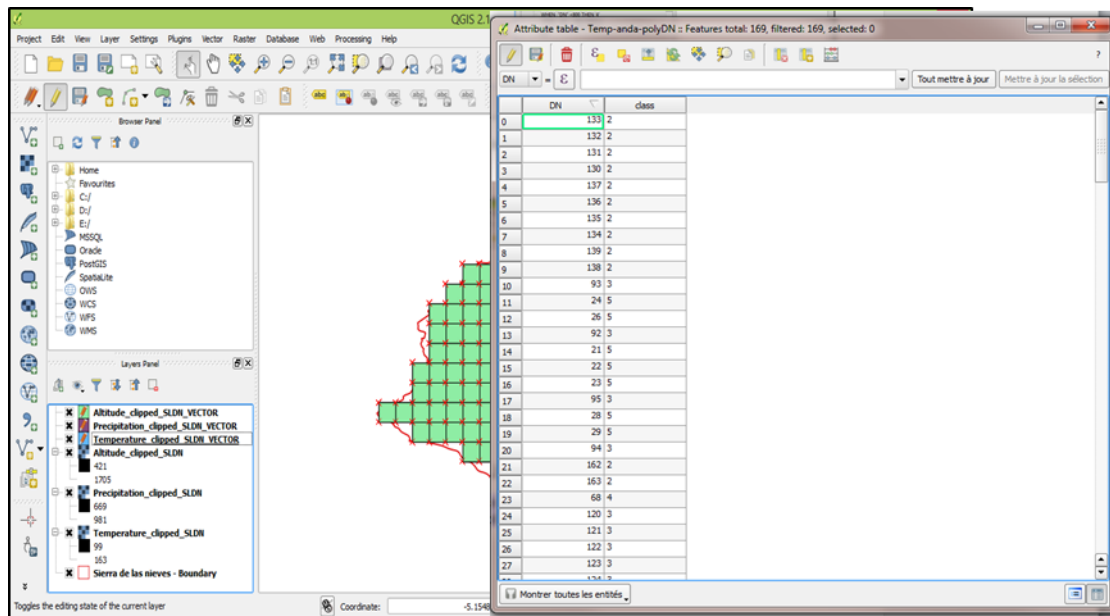 QGIS 2.1
Project Edit View Layer Settings Plugins Vector Raster Database Web Processing Help
Browser Panel
Home
Favourites
C:/
D:/
E:/
MSSQL
Oracle
PostGIS
SpatiaLite
OWS
WCS
WFS
WMS
Layers Panel
Altitude_clipped_SLDN_VECTOR
Precipitation_clipped_SLDN_VECTOR
Temperature_clipped_SLDN_VECTOR
Altitude_clipped_SLDN
421
1705
Precipitation_clipped_SLDN
669
981
Temperature_clipped_SLDN
99
163
Sierra de las nieves - Boundary
Toggles the editing state of the current layer
Coordinate:
-5.1548
Attribute table - Temp-anda-polyDN :: Features total: 169, filtered: 169, selected: 0
?
DN = ε Tout mettre à jour Mettre à jour la sélection
DN class
0 133 2
1 132 2
2 131 2
3 130 2
4 137 2
5 136 2
6 135 2
7 134 2
8 139 2
9 138 2
10 93 3
11 24 5
12 26 5
13 92 3
14 21 5
15 22 5
16 23 5
17 95 3
18 28 5
19 29 5
20 94 3
21 162 2
22 163 2
23 68 4
24 120 3
25 121 3
26 122 3
27 123 3
Montrer toutes les entités